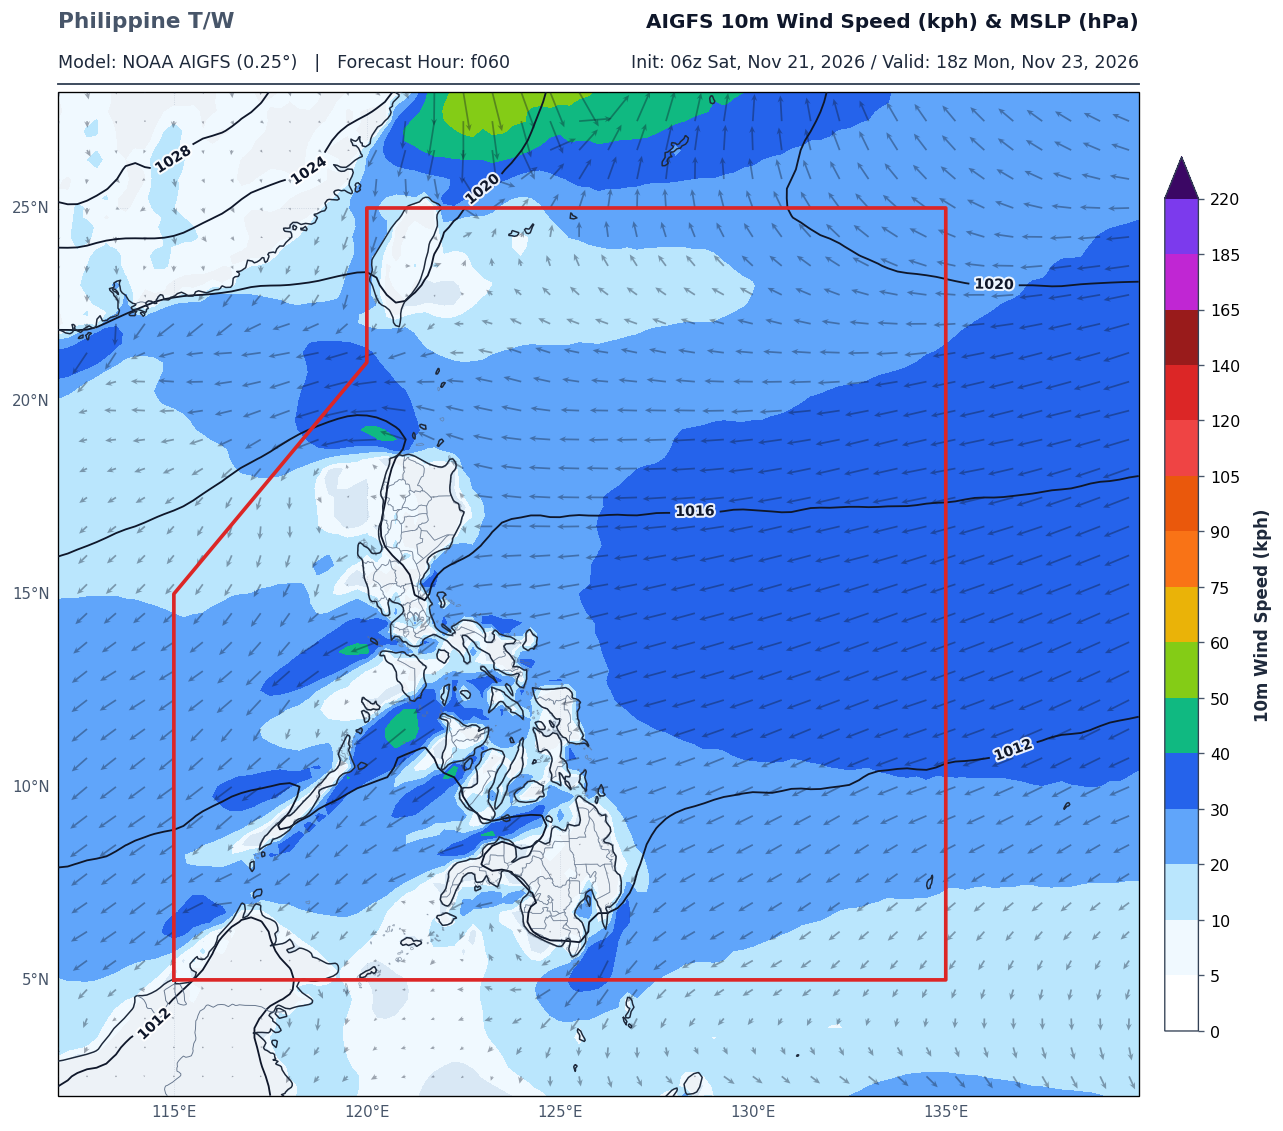 Philippine T/W
AIGFS 10m Wind Speed (kph) & MSLP (hPa)
Model: NOAA AIGFS (0.25°)   |   Forecast Hour: f060
Init: 06z Sat, Nov 21, 2026 / Valid: 18z Mon, Nov 23, 2026
1028
1024
1020
1020
1016
1012
1012
25°N
20°N
15°N
10°N
5°N
115°E
120°E
125°E
130°E
135°E
220
185
165
140
120
105
90
75
60
50
40
30
20
10
5
0
10m Wind Speed (kph)